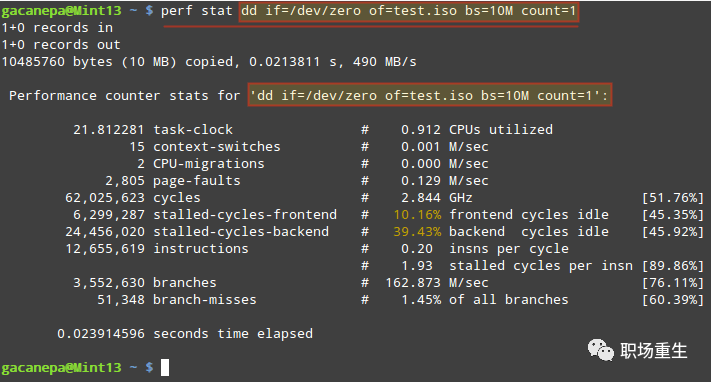 gacanepa@Mint13 ~ $ perf stat dd if=/dev/zero of=test.iso bs=10M count=1
1+0 records in
1+0 records out
10485760 bytes (10 MB) copied, 0.0213811 s, 490 MB/s
Performance counter stats for 'dd if=/dev/zero of=test.iso bs=10M count=1':
21.812281 task-clock # 0.912 CPUs utilized
15 context-switches # 0.001 M/sec
2 CPU-migrations # 0.000 M/sec
2,805 page-faults # 0.129 M/sec
62,025,623 cycles # 2.844 GHz [51.76%]
6,299,287 stalled-cycles-frontend # 10.16% frontend cycles idle [45.35%]
24,456,020 stalled-cycles-backend # 39.43% backend cycles idle [45.92%]
12,655,619 instructions # 0.20 insns per cycle
# 1.93 stalled cycles per insn [89.86%]
3,552,630 branches # 162.873 M/sec [76.11%]
51,348 branch-misses # 1.45% of all branches [60.39%]
0.023914596 seconds time elapsed
职场重生
gacanepa@Mint13 ~ $